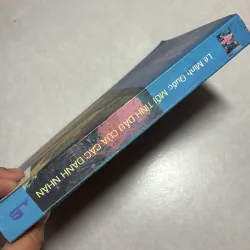 Lê Minh Quốc MỐI TÌNH ĐẦU CỦA CÁC DANH NHÂN